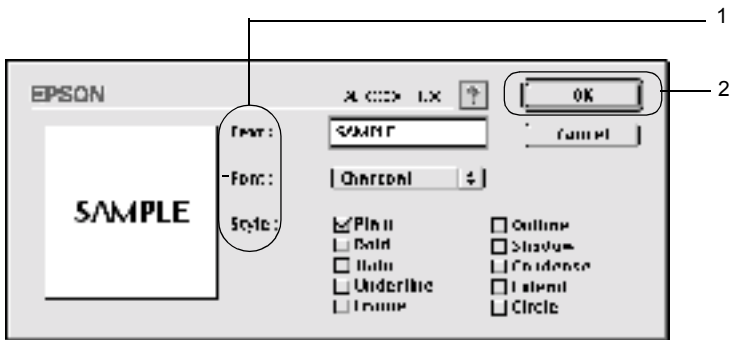 1
EPSON
OK
2
Text:
SAMPLE
Cancel
Font:
Charcoal
SAMPLE
Style:
Plain
Outline
Bold
Shadow
Italic
Condense
Underline
Extend
Frame
Circle